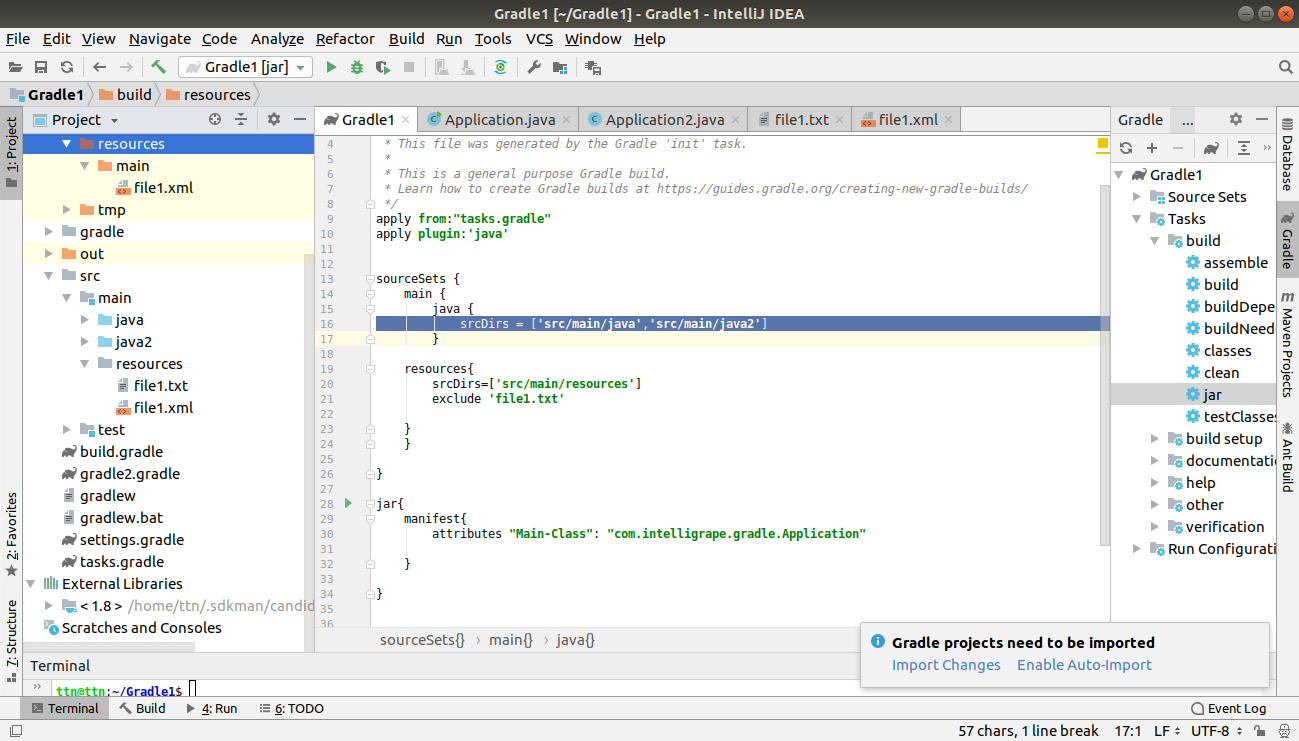 Gradle1 [~/Gradle1] - Gradle1 - IntelliJ IDEA
File Edit View Navigate Code Analyze Refactor Build Run Tools VCS Window Help
Gradle1 [jar]
Gradle1 build resources
1: Project
2: Favorites
7: Structure
Project
resources
main
file1.xml
tmp
gradle
out
src
main
java
java2
resources
file1.txt
file1.xml
test
build.gradle
gradle2.gradle
gradlew
gradlew.bat
settings.gradle
tasks.gradle
External Libraries
< 1.8 > /home/ttn/.sdkman/candid
Scratches and Consoles
Gradle1 Application.java Application2.java file1.txt file1.xml
4 * This file was generated by the Gradle 'init' task.
5 *
6 * This is a general purpose Gradle build.
7 * Learn how to create Gradle builds at https://guides.gradle.org/creating-new-gradle-builds/
8 */
9 apply from:"tasks.gradle"
10 apply plugin:'java'
11
12
13 sourceSets {
14 main {
15 java {
16 srcDirs = ['src/main/java','src/main/java2']
17 }
18
19 resources{
20 srcDirs=['src/main/resources']
21 exclude 'file1.txt'
22
23 }
24 }
25
26 }
27
28 jar{
29 manifest{
30 attributes "Main-Class": "com.intelligrape.gradle.Application"
31
32 }
33
34 }
35
36
sourceSets{} › main{} › java{}
Gradle ...
Gradle1
Source Sets
Tasks
build
assemble
build
buildDepe
buildNeede
classes
clean
jar
testClasses
build setup
documentatio
help
other
verification
Run Configurati
Database
Gradle
m Maven Projects
Ant Build
Gradle projects need to be imported
Import Changes Enable Auto-Import
Terminal
ttn@ttn:~/Gradle1$
Terminal Build 4: Run 6: TODO Event Log
57 chars, 1 line break 17:1 LF UTF-8